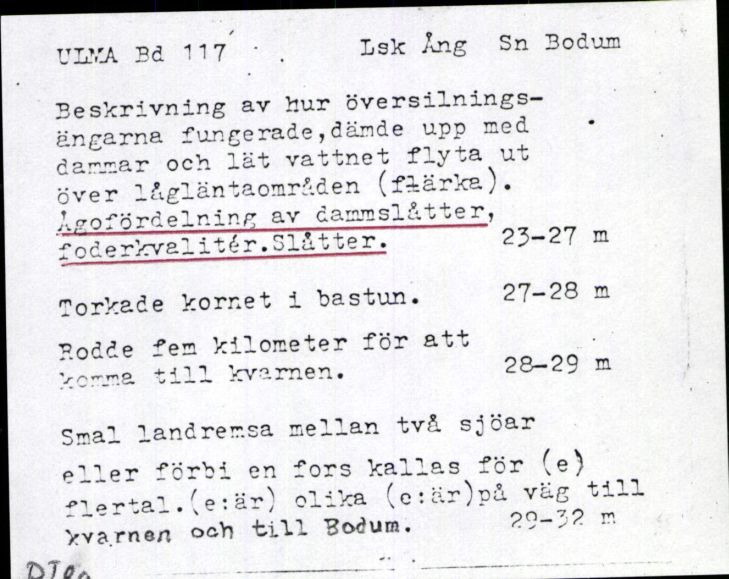 ULMA Bd 117 Lsk Ång Sn Bodum
Beskrivning av hur översilnings-
ängarna fungerade,dämde upp med
dammar och lät vattnet flyta ut
över lågläntaområden (flärka).
Ägofördelning av dammslåtter,
foderkvalitér.Slåtter. 23-27 m
Torkade kornet i bastun. 27-28 m
Rodde fem kilometer för att
komma till kvarnen. 28-29 m
Smal landremsa mellan två sjöar
eller förbi en fors kallas för (e)
flertal.(e:är) olika (e:är)på väg till
kvarnen och till Bodum. 29-32 m